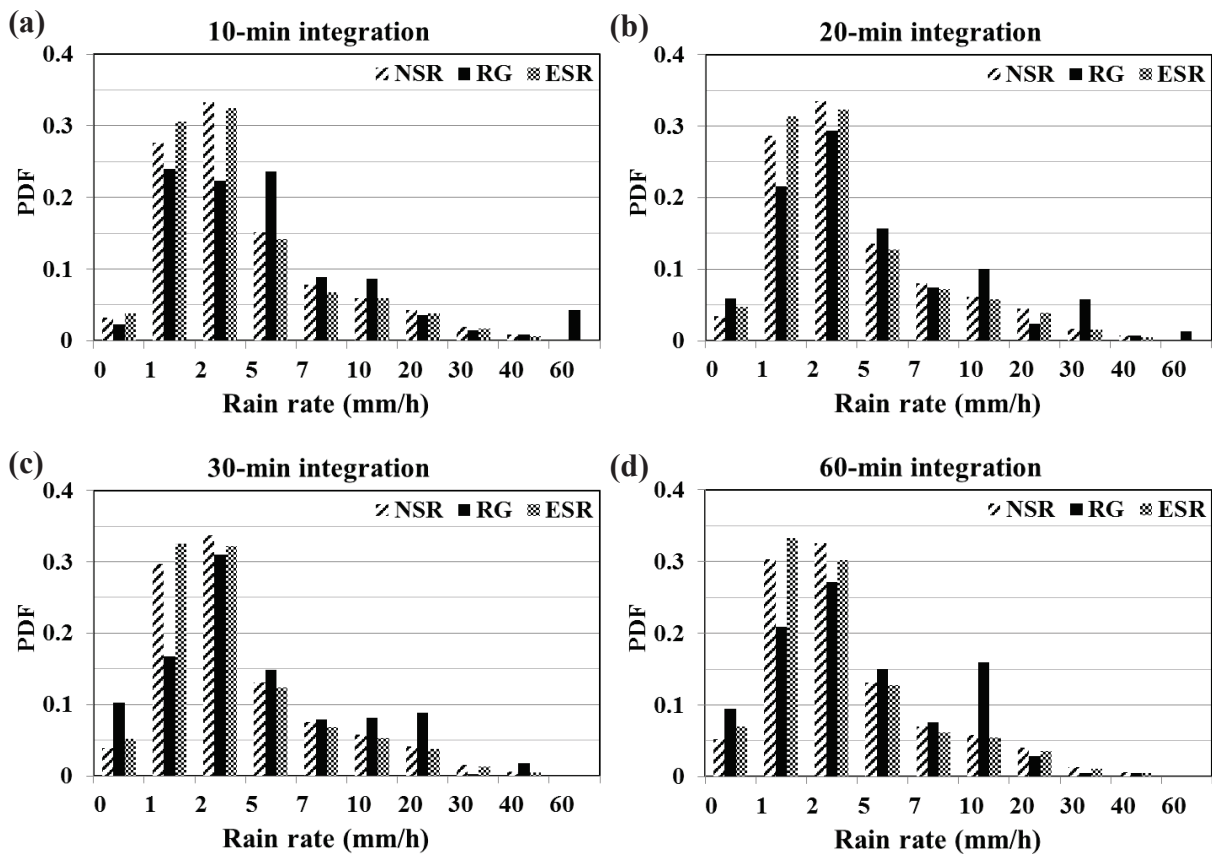 (a)
10-min integration
NSR RG ESR
0.4
0.3
0.2
0.1
0
PDF
0 1 2 5 7 10 20 30 40 60
Rain rate (mm/h)
(b)
20-min integration
NSR RG ESR
0.4
0.3
0.2
0.1
0
PDF
0 1 2 5 7 10 20 30 40 60
Rain rate (mm/h)
(c)
30-min integration
NSR RG ESR
0.4
0.3
0.2
0.1
0
PDF
0 1 2 5 7 10 20 30 40 60
Rain rate (mm/h)
(d)
60-min integration
NSR RG ESR
0.4
0.3
0.2
0.1
0
PDF
0 1 2 5 7 10 20 30 40 60
Rain rate (mm/h)